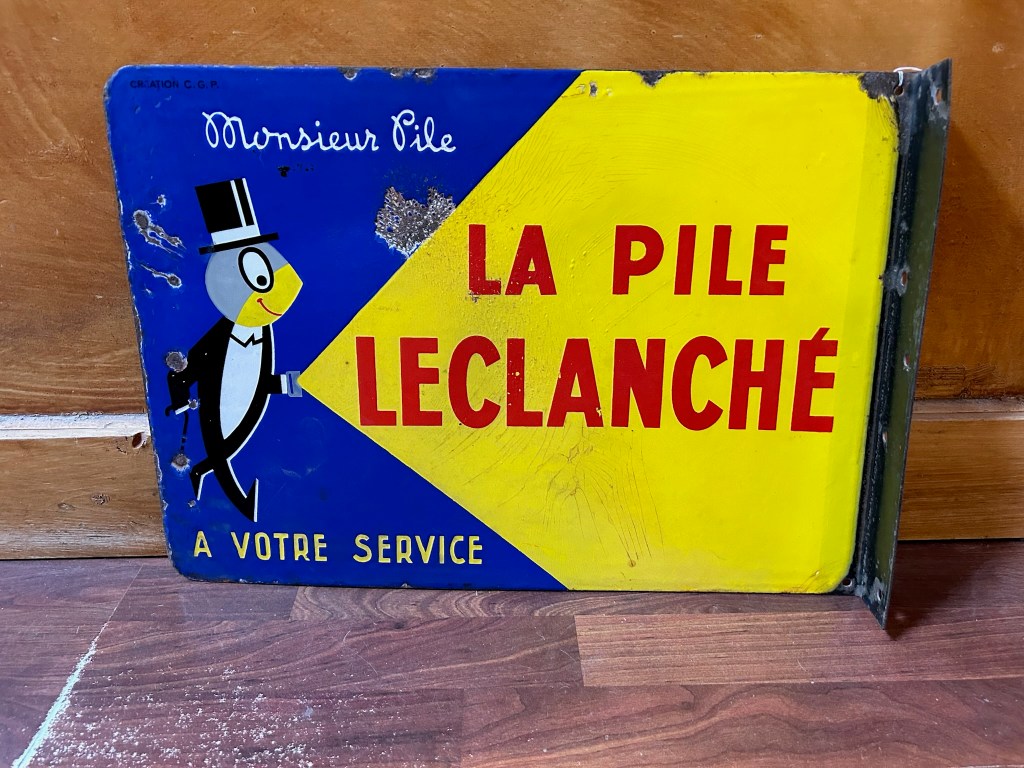 CRÉATION C.G.P.
Monsieur Pile
LA PILE
LECLANCHÉ
A VOTRE SERVICE